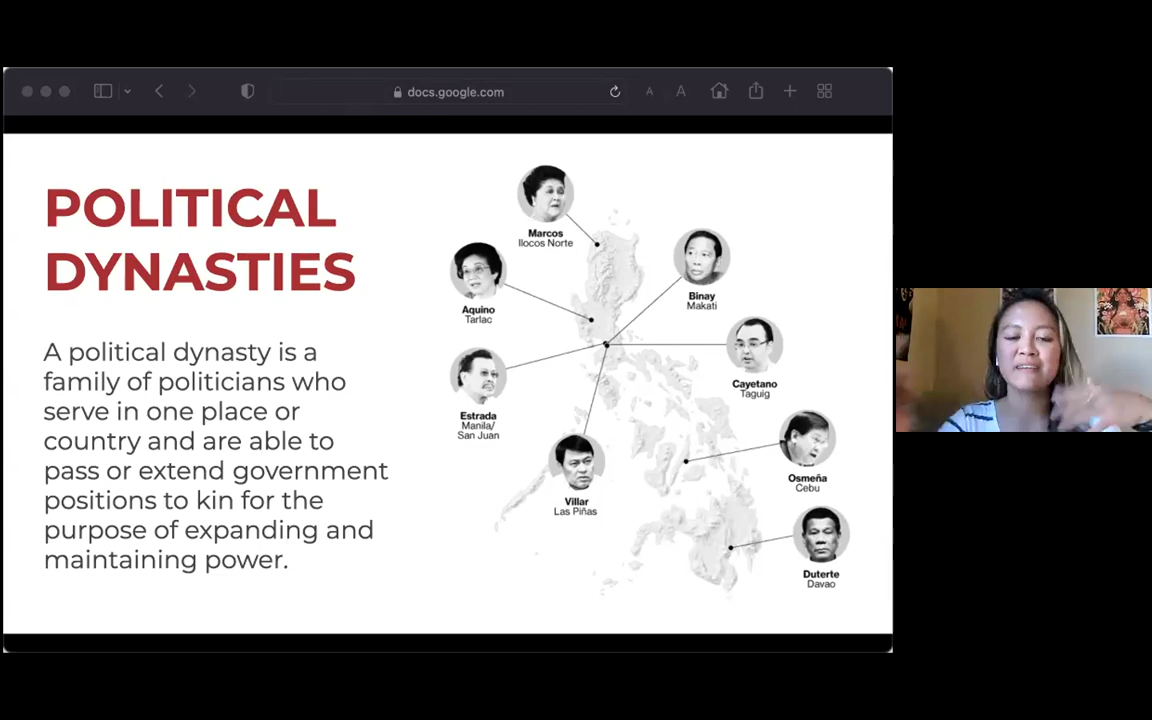 docs.google.com
A A
POLITICAL
DYNASTIES
A political dynasty is a
family of politicians who
serve in one place or
country and are able to
pass or extend government
positions to kin for the
purpose of expanding and
maintaining power.
Marcos
Ilocos Norte
Binay
Makati
Aquino
Tarlac
Cayetano
Taguig
Estrada
Manila/
San Juan
Osmeña
Cebu
Villar
Las Piñas
Duterte
Davao